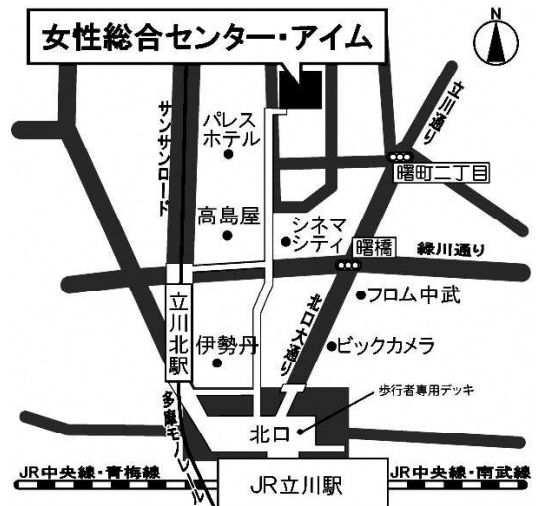 女性総合センター・アイム
N
サンサンロード
パレス
ホテル
立川通り
曙町二丁目
高島屋
シネマ
シティ
曙橋
緑川通り
立川北駅
北口大通り
フロム中武
伊勢丹
ビックカメラ
多摩モノレール
歩行者専用デッキ
北口
JR中央線・青梅線
JR立川駅
JR中央線・南武線